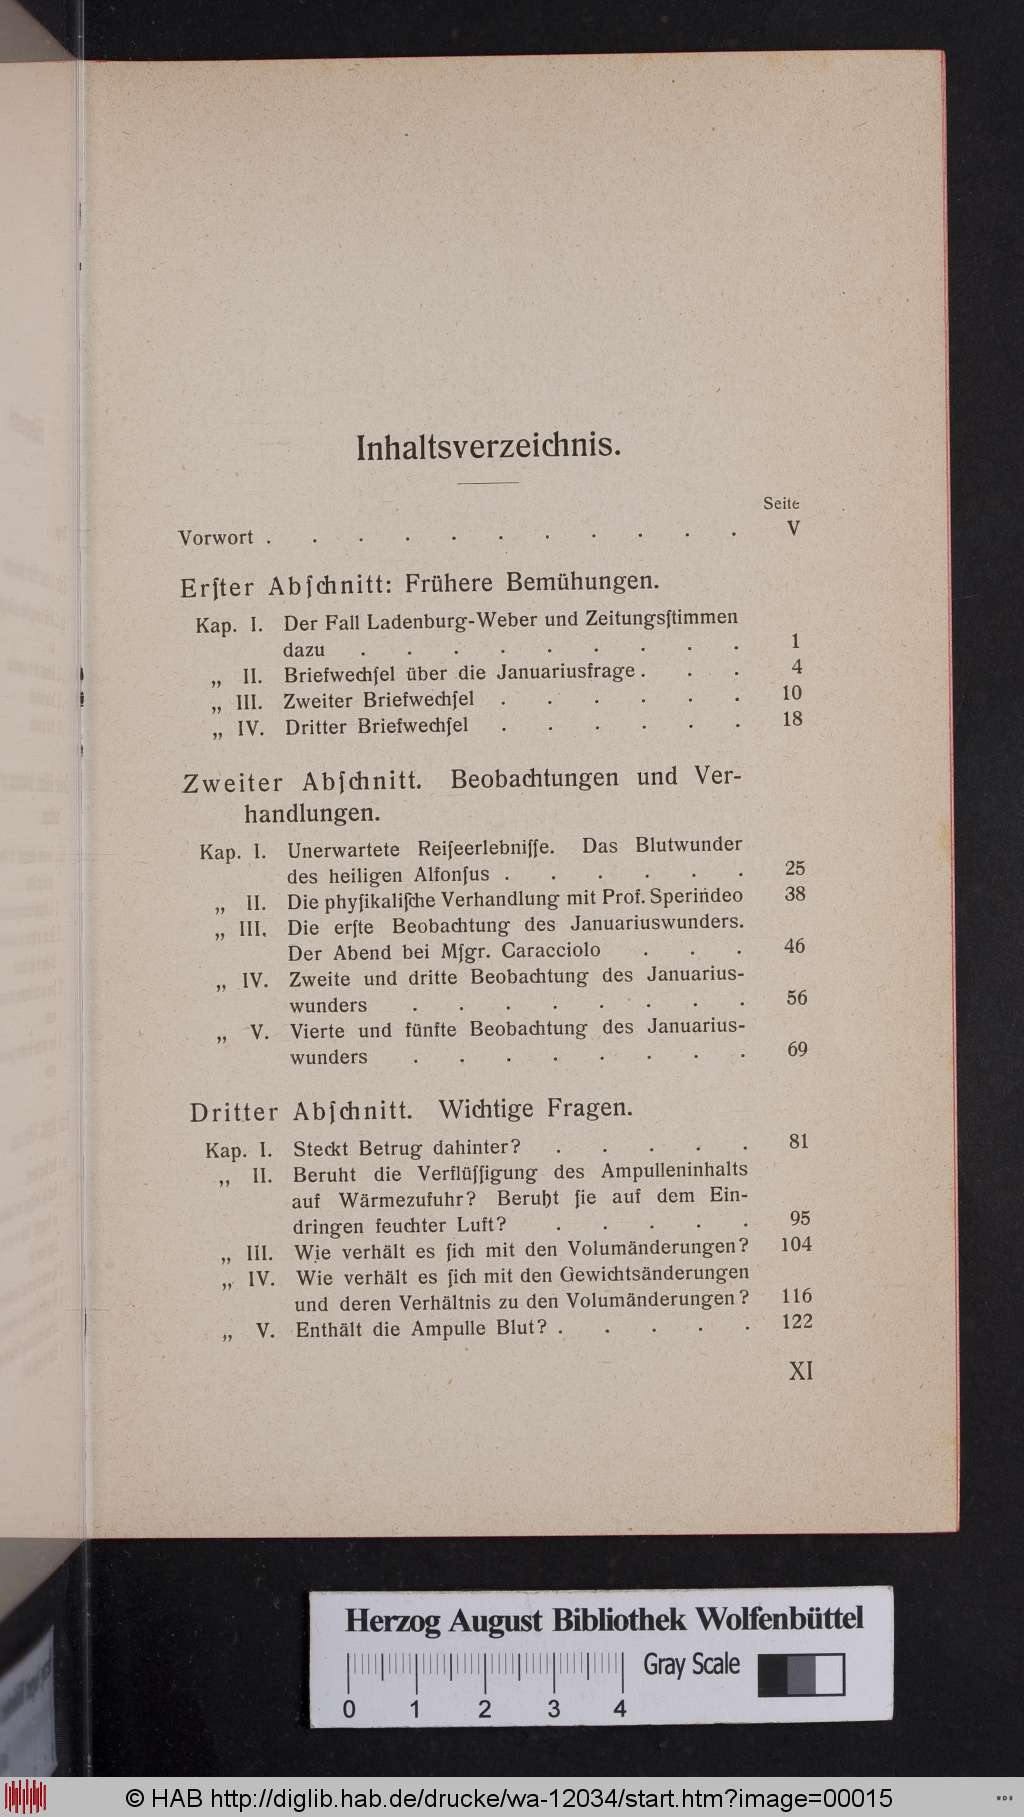 Inhaltsverzeichnis.
Seite
Vorwort . . . . . . . . . . . V
Erſter Abſchnitt: Frühere Bemühungen.
Kap. I. Der Fall Ladenburg-Weber und Zeitungsſtimmen
dazu . . . . . . . . . 1
„ II. Briefwechſel über die Januariusfrage . . . 4
„ III. Zweiter Briefwechſel . . . . . . 10
„ IV. Dritter Briefwechſel . . . . . . 18
Zweiter Abſchnitt. Beobachtungen und Ver-
handlungen.
Kap. I. Unerwartete Reiſeerlebniſſe. Das Blutwunder
des heiligen Alfonſus . . . . . . 25
„ II. Die phyſikaliſche Verhandlung mit Prof. Sperindeo 38
„ III. Die erſte Beobachtung des Januariuswunders.
Der Abend bei Mſgr. Caracciolo . . . 46
„ IV. Zweite und dritte Beobachtung des Januarius-
wunders . . . . . . . . 56
„ V. Vierte und fünfte Beobachtung des Januarius-
wunders . . . . . . . . 69
Dritter Abſchnitt. Wichtige Fragen.
Kap. I. Steckt Betrug dahinter? . . . . . 81
„ II. Beruht die Verflüſſigung des Ampulleninhalts
auf Wärmezufuhr? Beruht ſie auf dem Ein-
dringen feuchter Luft? . . . . . 95
„ III. Wie verhält es ſich mit den Volumänderungen? 104
„ IV. Wie verhält es ſich mit den Gewichtsänderungen
und deren Verhältnis zu den Volumänderungen? 116
„ V. Enthält die Ampulle Blut? . . . . . 122
XI
Herzog August Bibliothek Wolfenbüttel
Gray Scale
0 1 2 3 4
© HAB http://diglib.hab.de/drucke/wa-12034/start.htm?image=00015